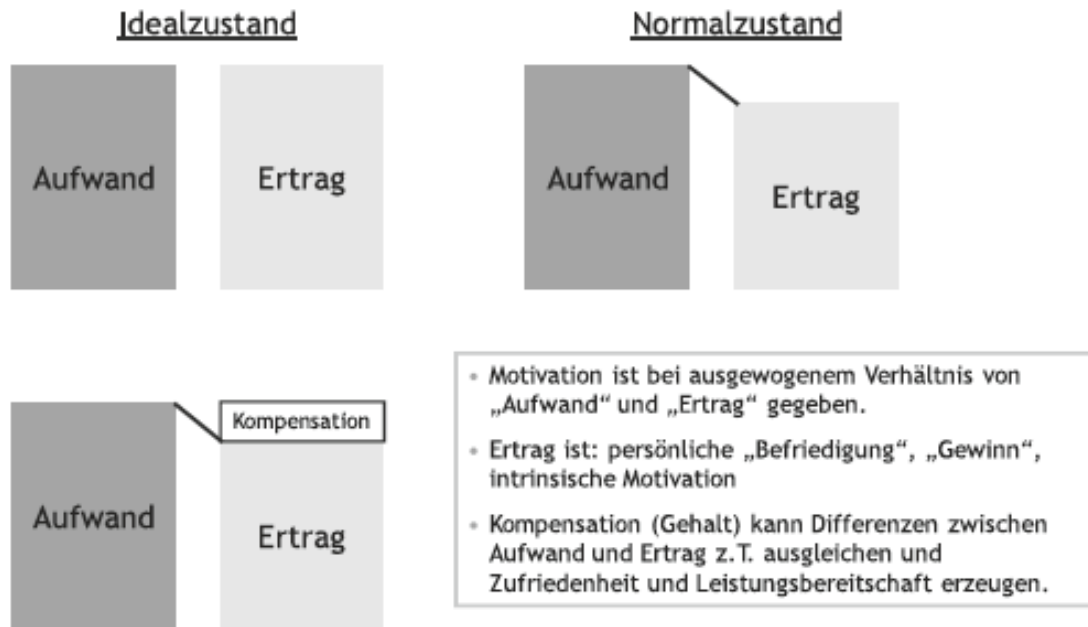 Idealzustand
Normalzustand
Aufwand
Ertrag
Aufwand
Ertrag
Kompensation
Aufwand
Ertrag
• Motivation ist bei ausgewogenem Verhältnis von
„Aufwand“ und „Ertrag“ gegeben.
• Ertrag ist: persönliche „Befriedigung“, „Gewinn“,
intrinsische Motivation
• Kompensation (Gehalt) kann Differenzen zwischen
Aufwand und Ertrag z.T. ausgleichen und
Zufriedenheit und Leistungsbereitschaft erzeugen.